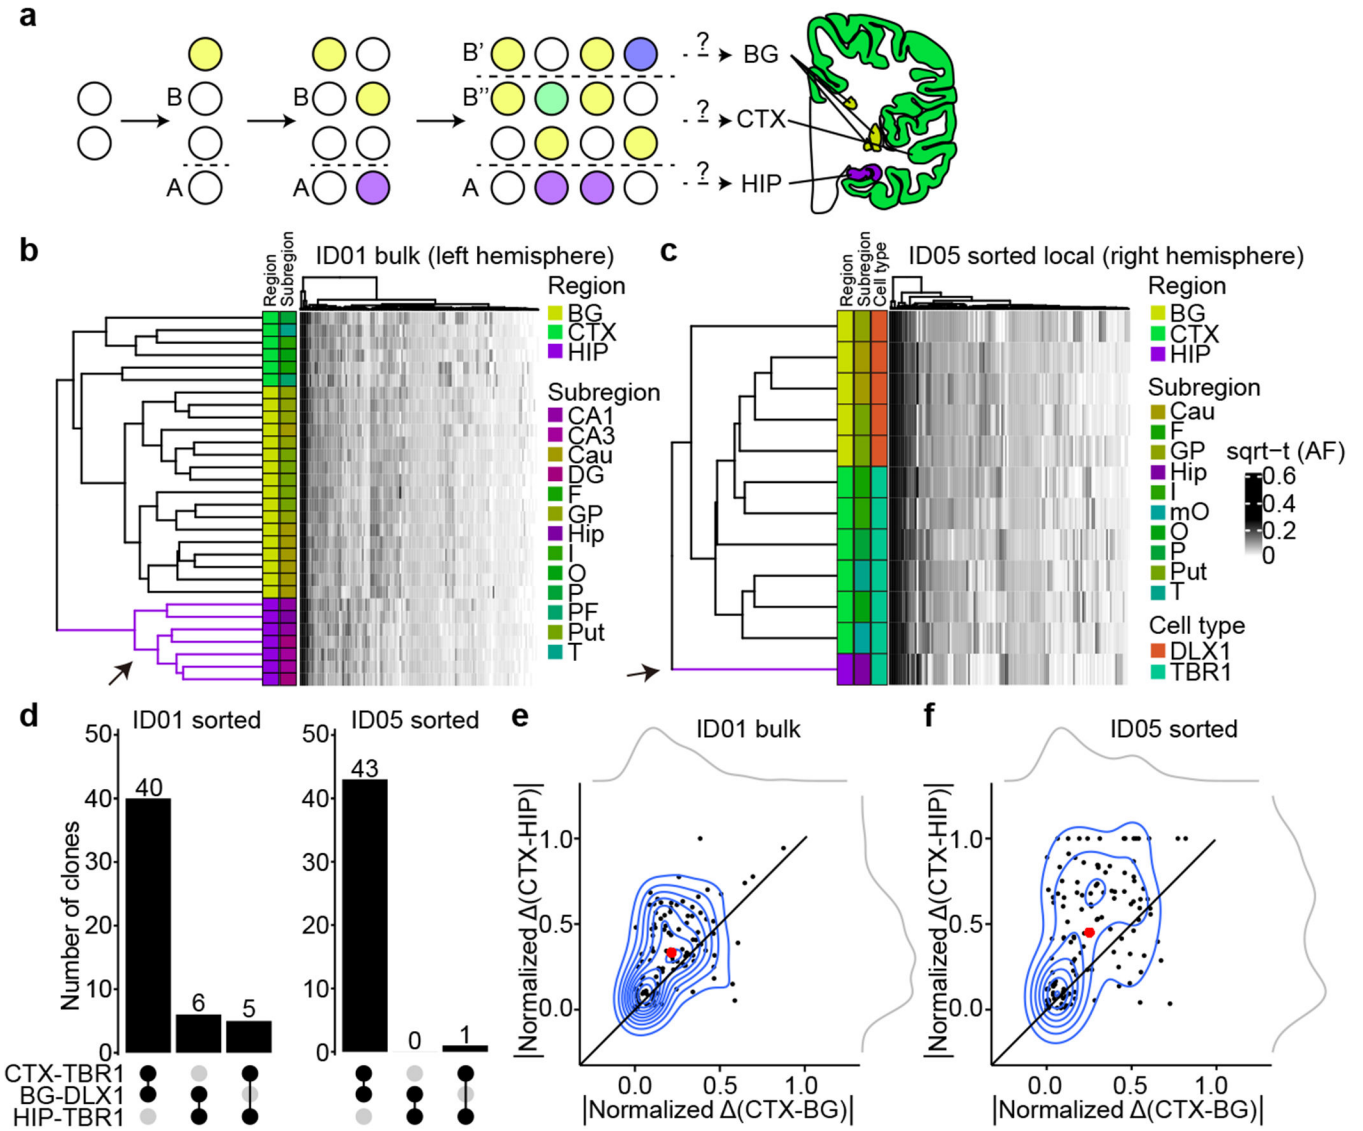 a
B
A
B
A
B'
B''
A
?
?
?
BG
CTX
HIP
b
ID01 bulk (left hemisphere)
Region
Subregion
Region
BG
CTX
HIP
Subregion
CA1
CA3
Cau
DG
F
GP
Hip
I
O
P
PF
Put
T
c
ID05 sorted local (right hemisphere)
Region
Subregion
Cell type
Region
BG
CTX
HIP
Subregion
Cau
F
GP
Hip
I
mO
O
P
Put
T
Cell type
DLX1
TBR1
sqrt−t (AF)
0.6
0.4
0.2
0
d
ID01 sorted
Number of clones
50
40
30
20
10
0
40
6
5
CTX-TBR1
BG-DLX1
HIP-TBR1
ID05 sorted
50
40
30
20
10
0
43
0
1
e
ID01 bulk
|Normalized Δ(CTX-HIP)|
1.0
0.5
0.0
0.0 0.5 1.0
|Normalized Δ(CTX-BG)|
f
ID05 sorted
|Normalized Δ(CTX-HIP)|
1.0
0.5
0.0
0.0 0.5 1.0
|Normalized Δ(CTX-BG)|